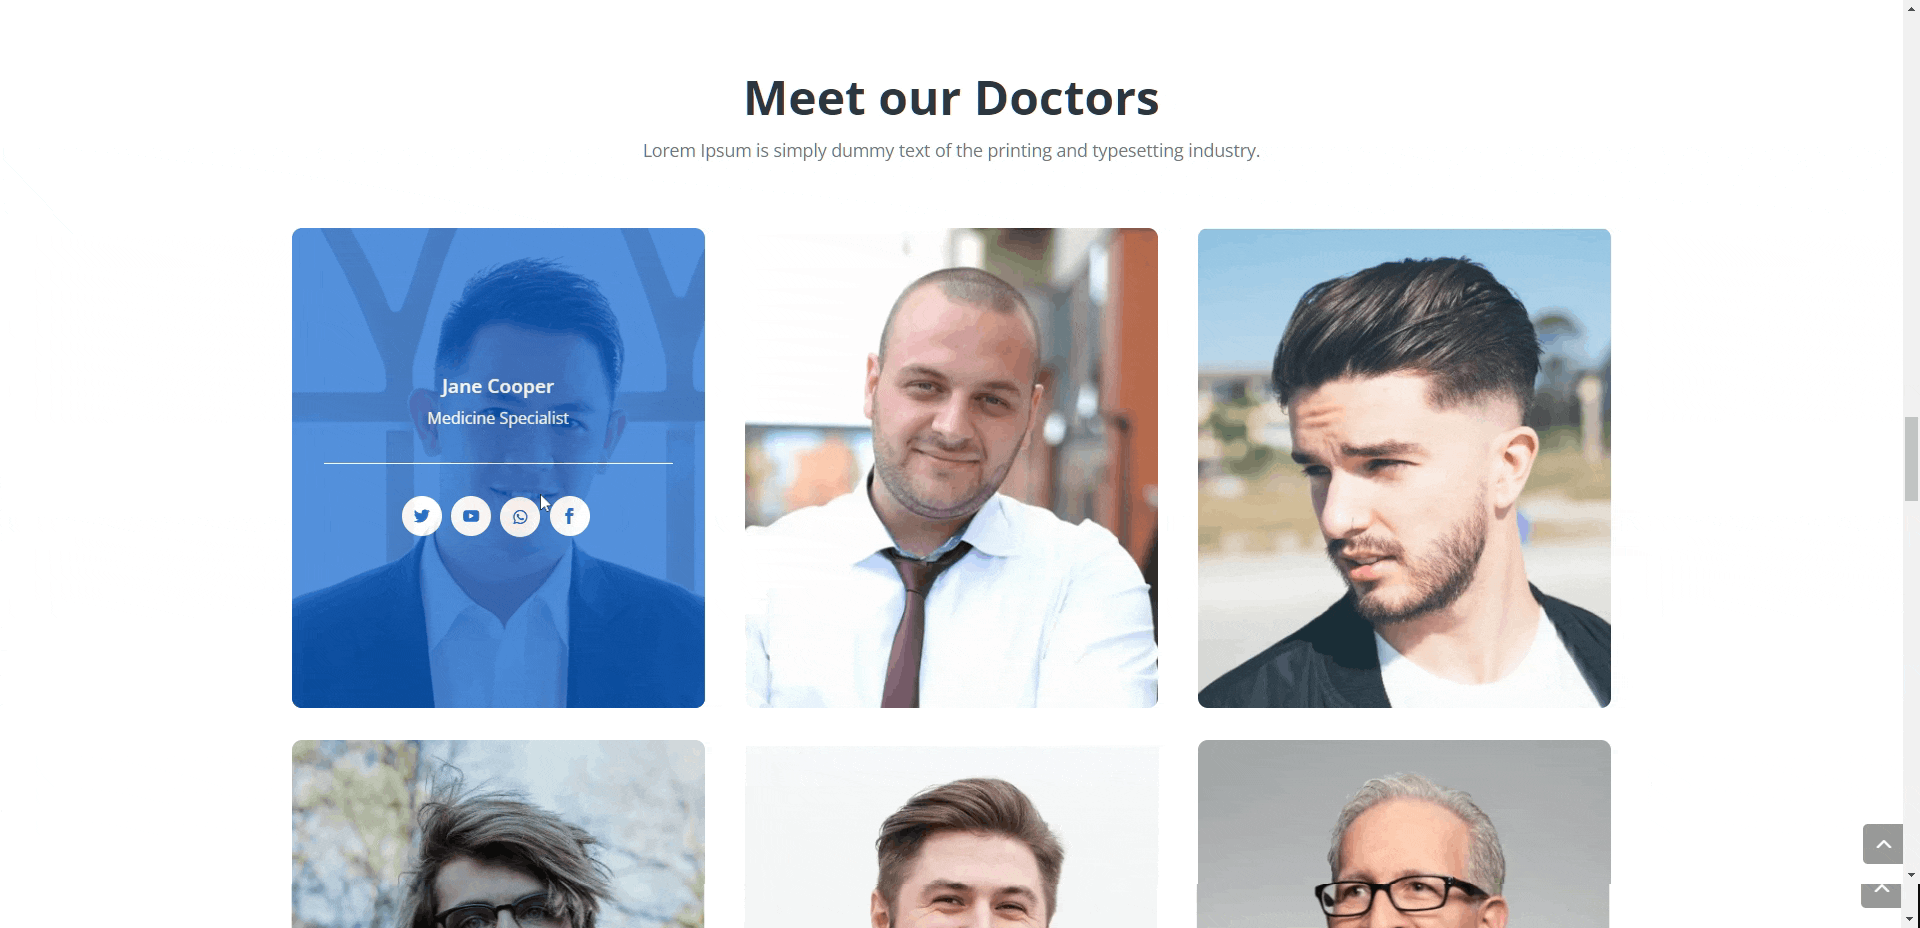 Meet our Doctors
Lorem Ipsum is simply dummy text of the printing and typesetting industry.
Jane Cooper
Medicine Specialist